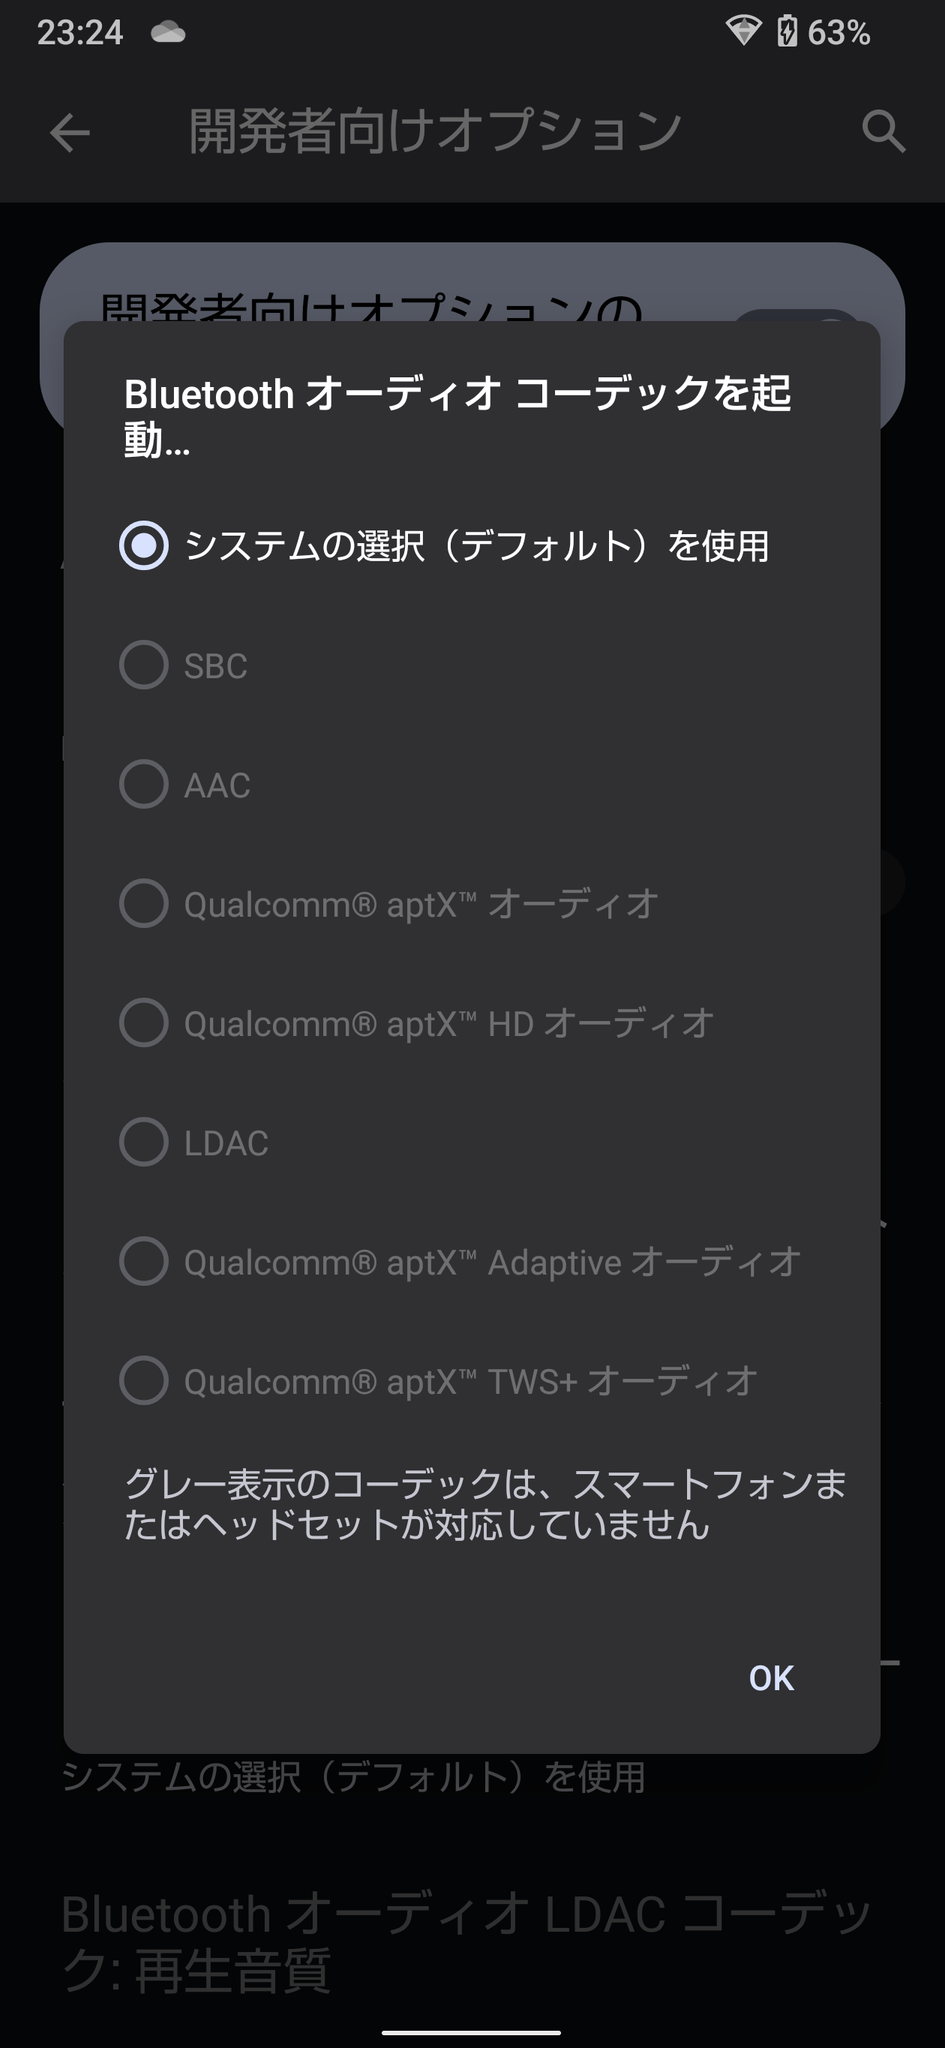 23:24
63%
開発者向けオプション
開発者向けオプションの
Bluetooth オーディオ コーデックを起
動...
システムの選択（デフォルト）を使用
SBC
AAC
Qualcomm® aptX™ オーディオ
Qualcomm® aptX™ HD オーディオ
LDAC
Qualcomm® aptX™ Adaptive オーディオ
Qualcomm® aptX™ TWS+ オーディオ
グレー表示のコーデックは、スマートフォンま
たはヘッドセットが対応していません
OK
システムの選択（デフォルト）を使用
Bluetooth オーディオ LDAC コーデッ
ク: 再生音質